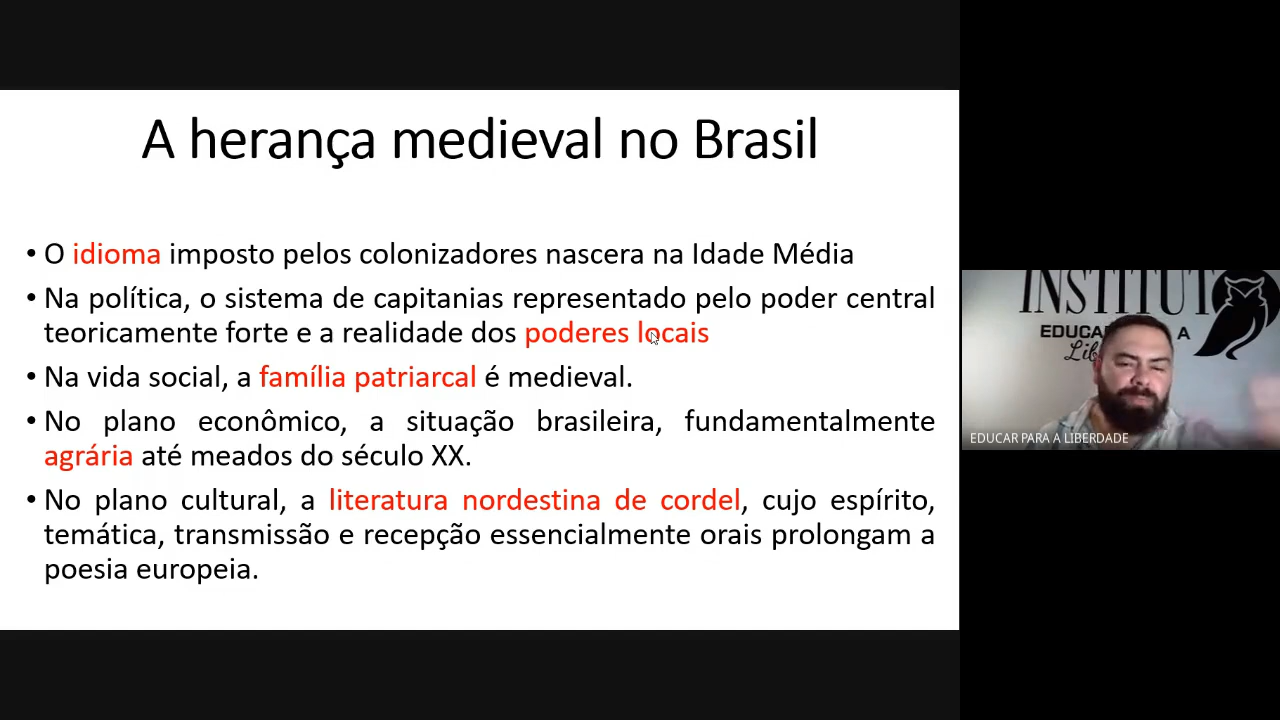 A herança medieval no Brasil
• O idioma imposto pelos colonizadores nascera na Idade Média
• Na política, o sistema de capitanias representado pelo poder central
teoricamente forte e a realidade dos poderes locais
• Na vida social, a família patriarcal é medieval.
• No plano econômico, a situação brasileira, fundamentalmente
agrária até meados do século XX.
• No plano cultural, a literatura nordestina de cordel, cujo espírito,
temática, transmissão e recepção essencialmente orais prolongam a
poesia europeia.
INSTITUT
EDUCAR A
EDUCAR PARA A LIBERDADE